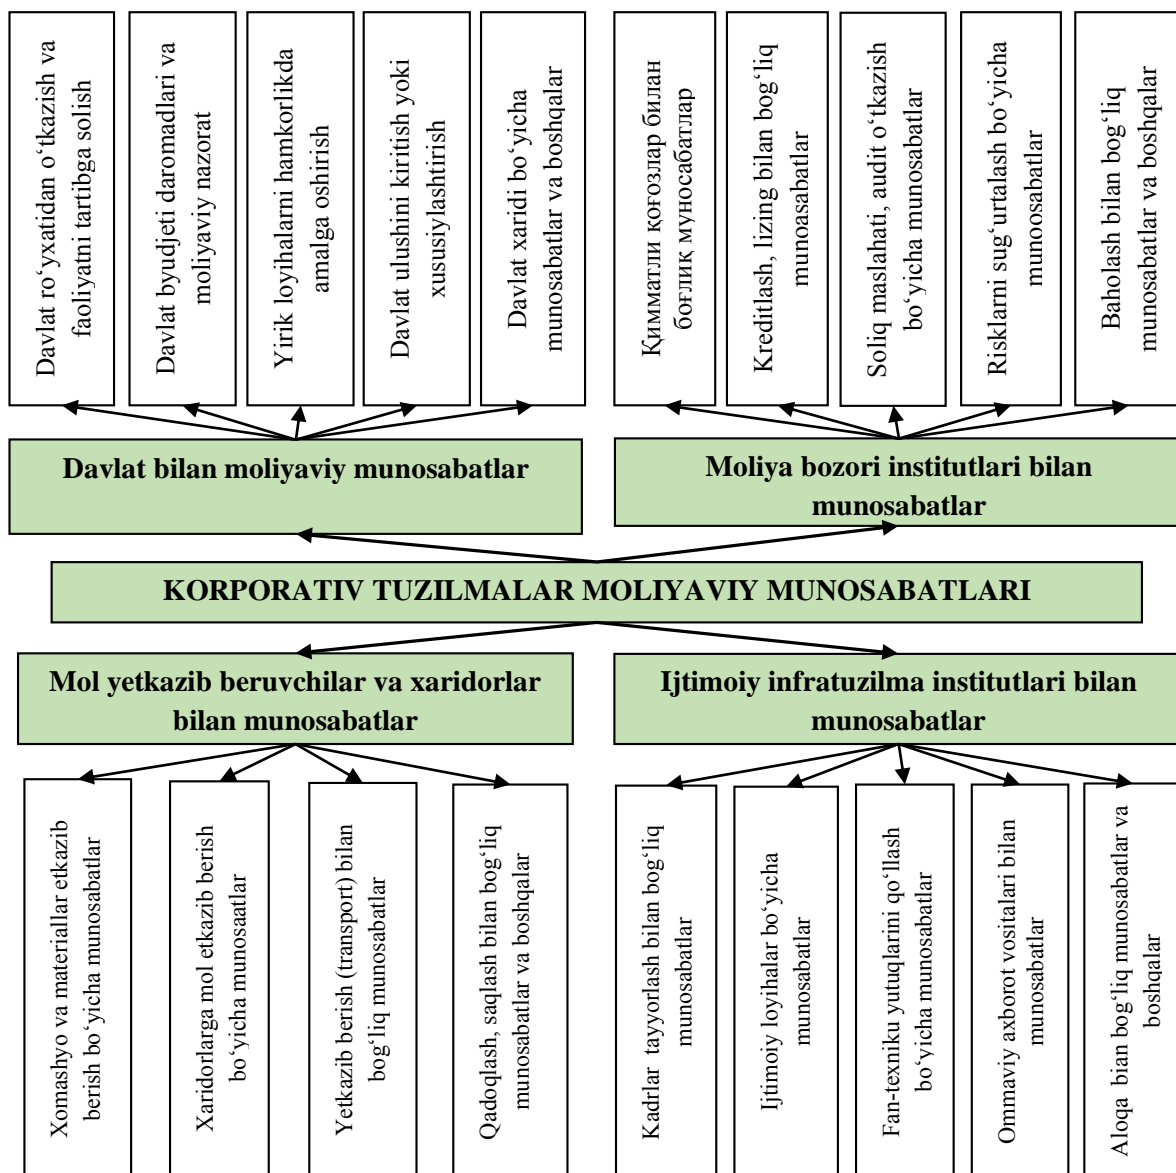 Davlat ro‘yxatidan o‘tkazish va
faoliyatni tartibga solish
Davlat byudjeti daromadlari va
moliyaviy nazorat
Yirik loyihalarni hamkorlikda
amalga oshirish
Davlat ulushini kiritish yoki
xususiylashtirish
Davlat xaridi bo‘yicha
munosabatlar va boshqalar
Қимматли қоғозлар билан
боғлиқ муносабатлар
Kreditlash, lizing bilan bog‘liq
munoasabatlar
Soliq maslahati, audit o‘tkazish
bo‘yicha munosabatlar
Risklarni sug‘urtalash bo‘yicha
munoosabatlar
Baholash bilan bog‘liq
munosabatlar va boshqalar
Davlat bilan moliyaviy munosabatlar
Moliya bozori institutlari bilan
munosabatlar
KORPORATIV TUZILMALAR MOLIYAVIY MUNOSABATLARI
Mol yetkazib beruvchilar va xaridorlar
bilan munosabatlar
Ijtimoiy infratuzilma institutlari bilan
munosabatlar
Xomashyo va materiallar etkazib
berish bo‘yicha munosabatlar
Xaridorlarga mol etkazib berish
bo‘yicha munosaatlar
Yetkazib berish (transport) bilan
bog‘liq munosabatlar
Qadoqlash, saqlash bilan bog‘liq
munosabatlar va boshqalar
Kadrlar tayyorlash bilan bog‘liq
munosabatlar
Ijtimoiy loyihalar bo‘yicha
munosabatlar
Fan-texniku yutuqlarini qo‘llash
bo‘yicha munosabatlar
Ommaviy axborot vositalari bilan
munosabatlar
Aloqa bian bog‘liq munosabatlar va
boshqalar